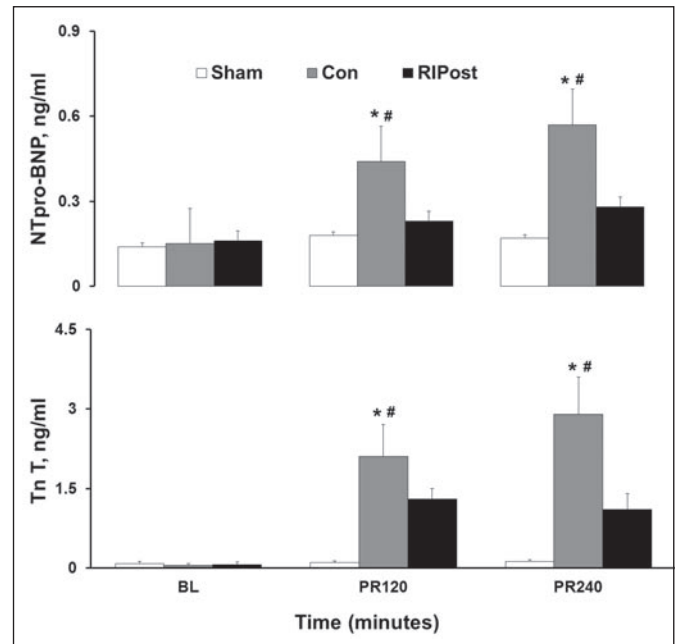 0.9
Sham Con RIPost
NTpro-BNP, ng/ml
0.6
* #
* #
0.3
0
4.5
Tn T, ng/ml
3
* #
* #
1.5
0
BL PR120 PR240
Time (minutes)